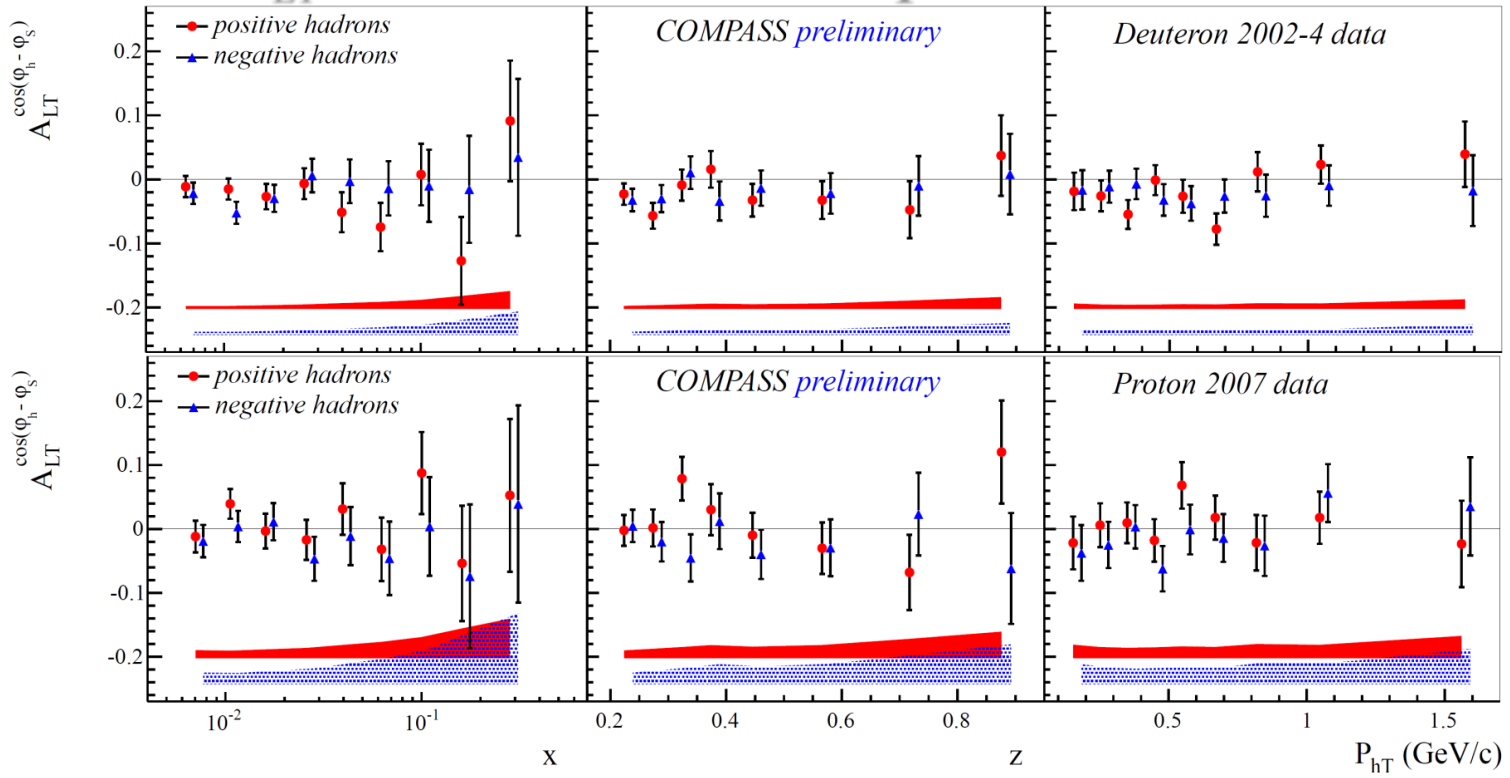 positive hadrons
negative hadrons
COMPASS preliminary
Deuteron 2002-4 data
A_LT^cos(φ_h - φ_s)
0.2
0.1
0
-0.1
-0.2
positive hadrons
negative hadrons
COMPASS preliminary
Proton 2007 data
A_LT^cos(φ_h - φ_s)
0.2
0.1
0
-0.1
-0.2
10^-2 10^-1 0.2 0.4 0.6 0.8 0.5 1 1.5
x z P_hT (GeV/c)